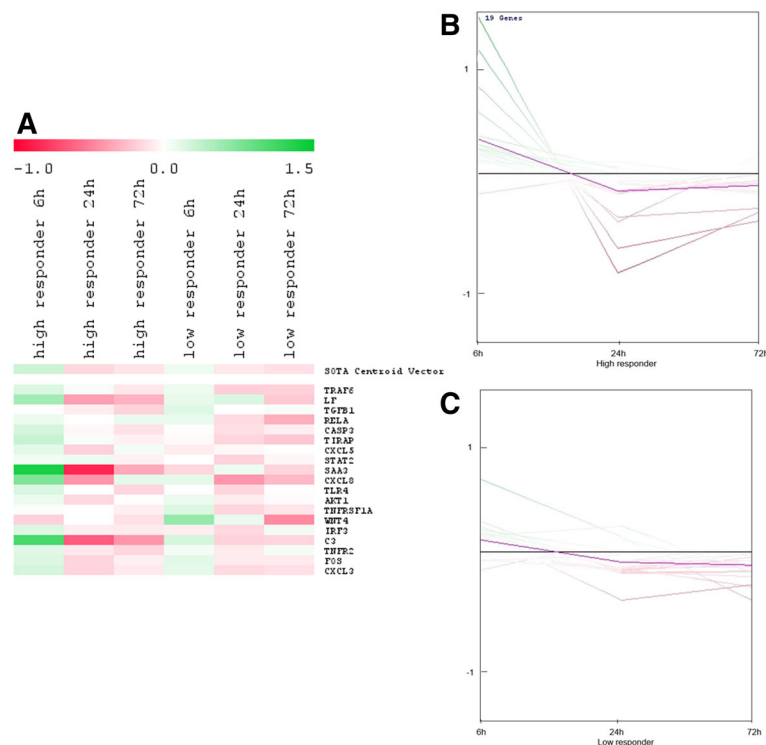 A
-1.0 0.0 1.5
high responder 6h
high responder 24h
high responder 72h
low responder 6h
low responder 24h
low responder 72h
SOTA Centroid Vector
TRAF6
LF
TGFB1
RELA
CASP3
TIRAP
CXCL5
STAT2
SAA3
CXCL8
TLR4
AKT1
TNFRSF1A
WNT4
IRF3
C3
TNFR2
FOS
CXCL3
B
19 Genes
1
-1
6h 24h 72h
High responder
C
1
-1
6h 24h 72h
Low responder